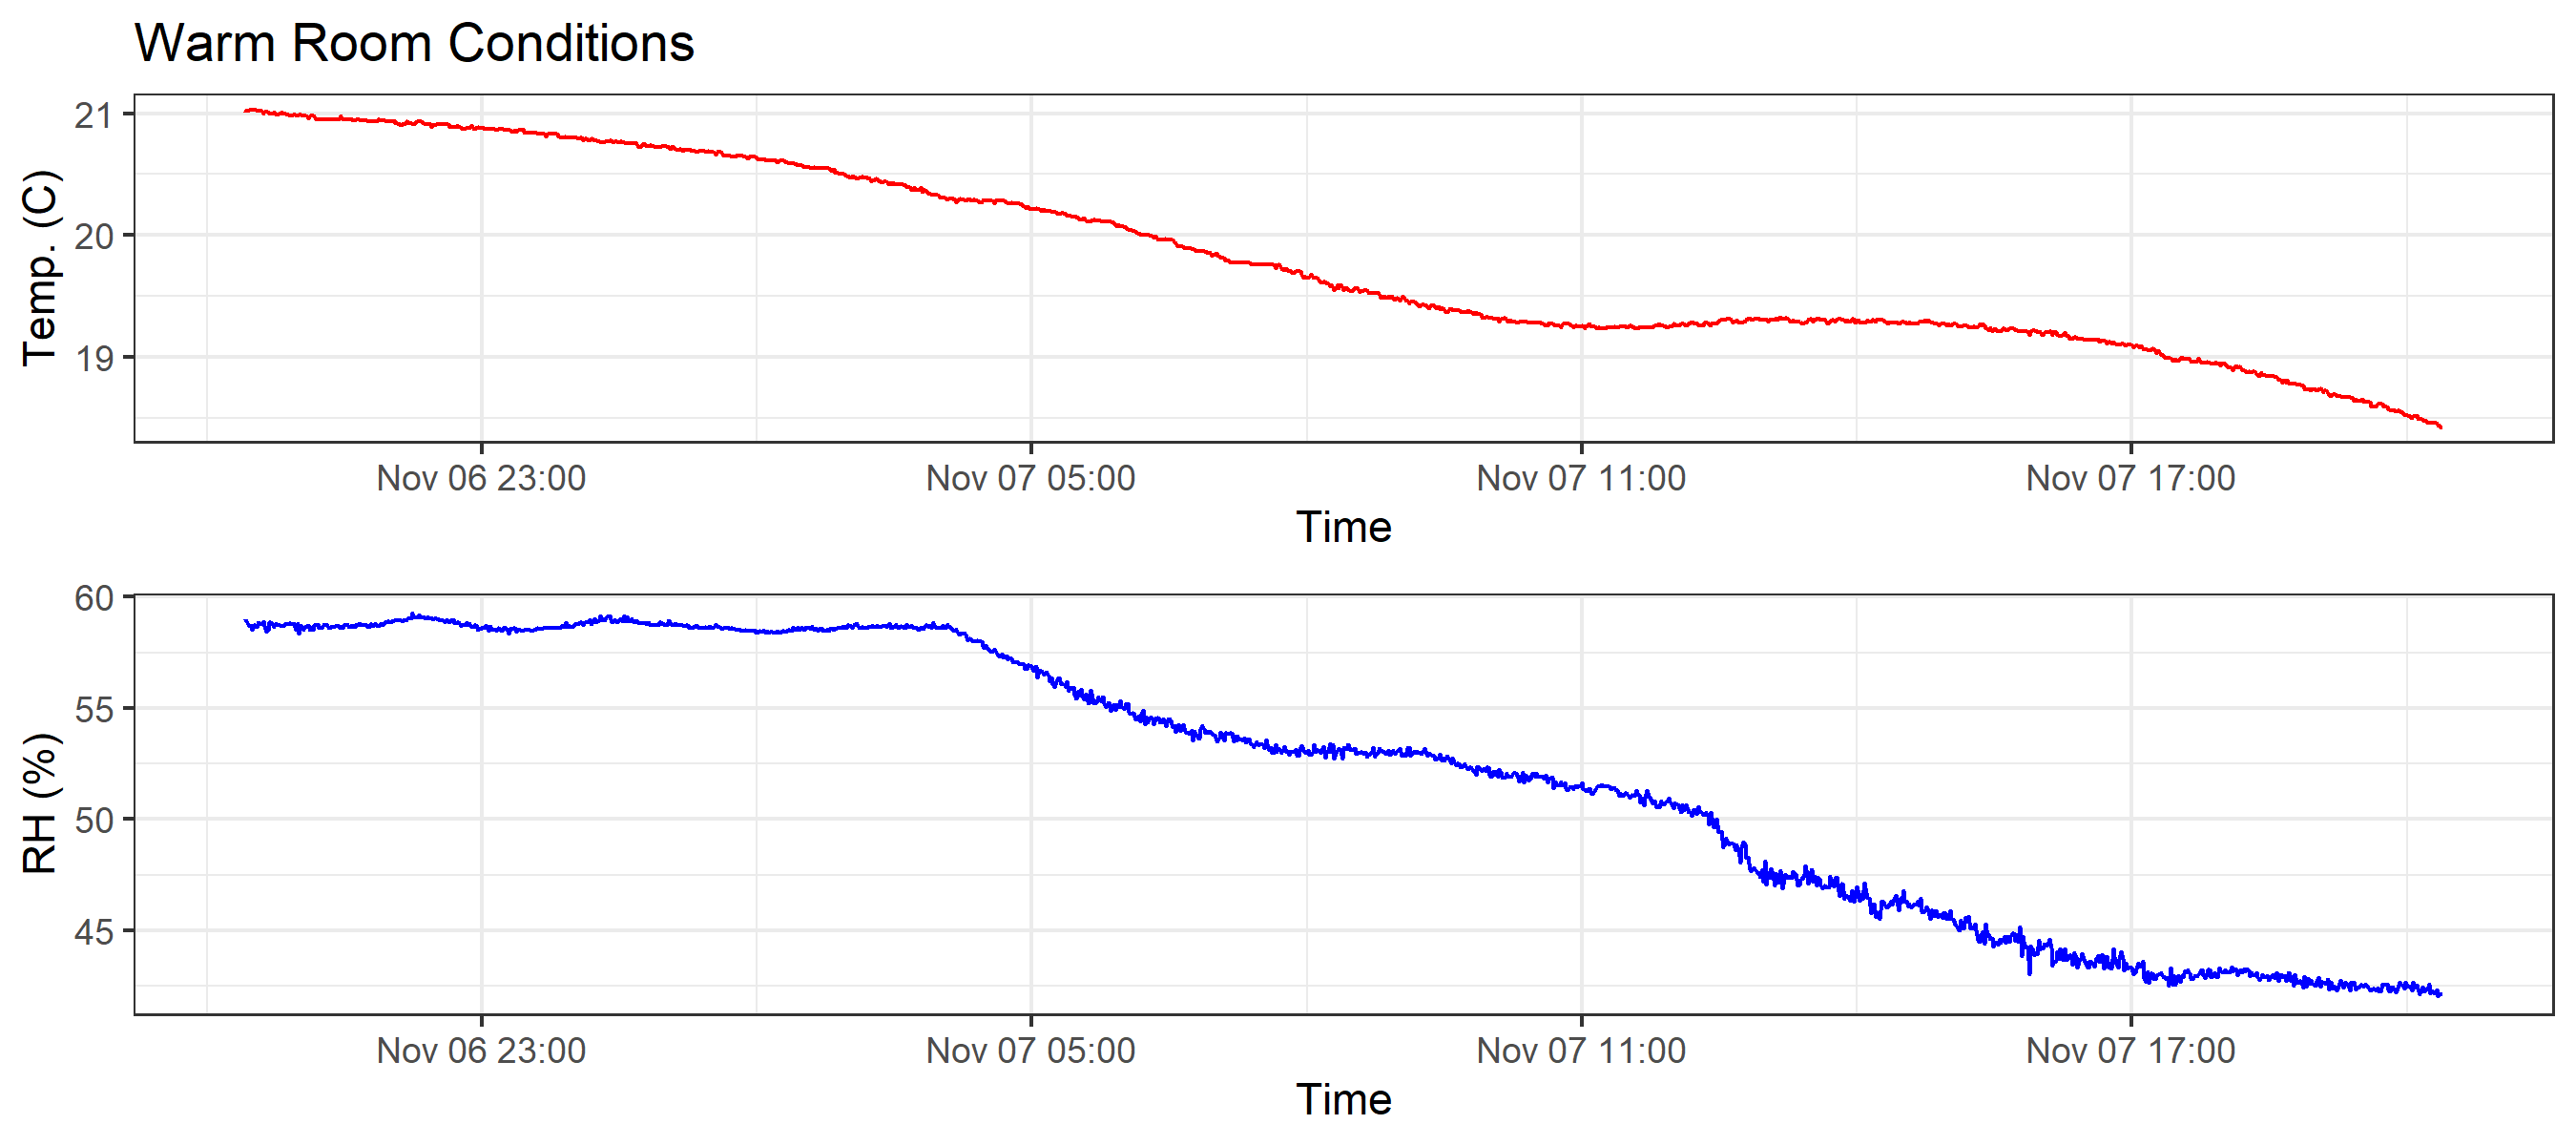 Warm Room Conditions
Temp. (C)
21
20
19
Nov 06 23:00 Nov 07 05:00 Nov 07 11:00 Nov 07 17:00
Time
RH (%)
60
55
50
45
Nov 06 23:00 Nov 07 05:00 Nov 07 11:00 Nov 07 17:00
Time